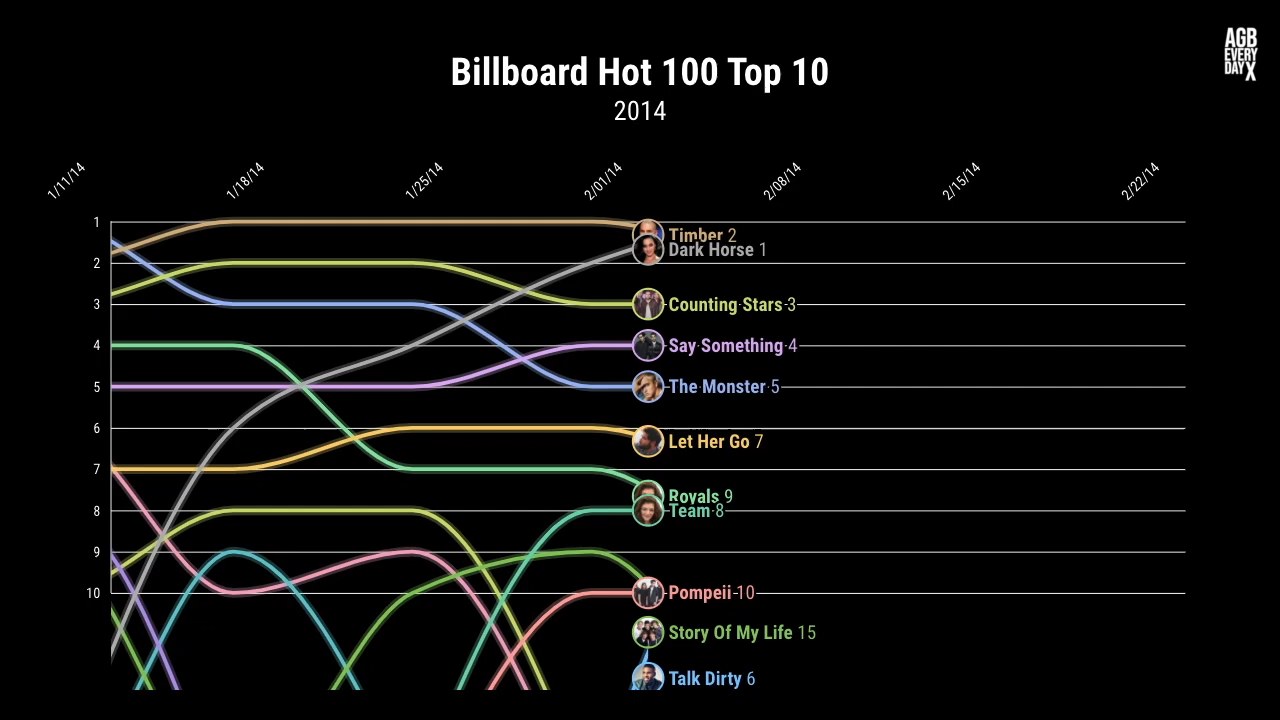 AGB
EVERY
DAY X
Billboard Hot 100 Top 10
2014
1/11/14
1/18/14
1/25/14
2/01/14
2/08/14
2/15/14
2/22/14
1
Timber 2
Dark Horse 1
2
3
Counting Stars 3
4
Say Something 4
5
The Monster 5
6
Let Her Go 7
7
Royals 9
8
Team 8
9
10
Pompeii 10
Story Of My Life 15
Talk Dirty 6